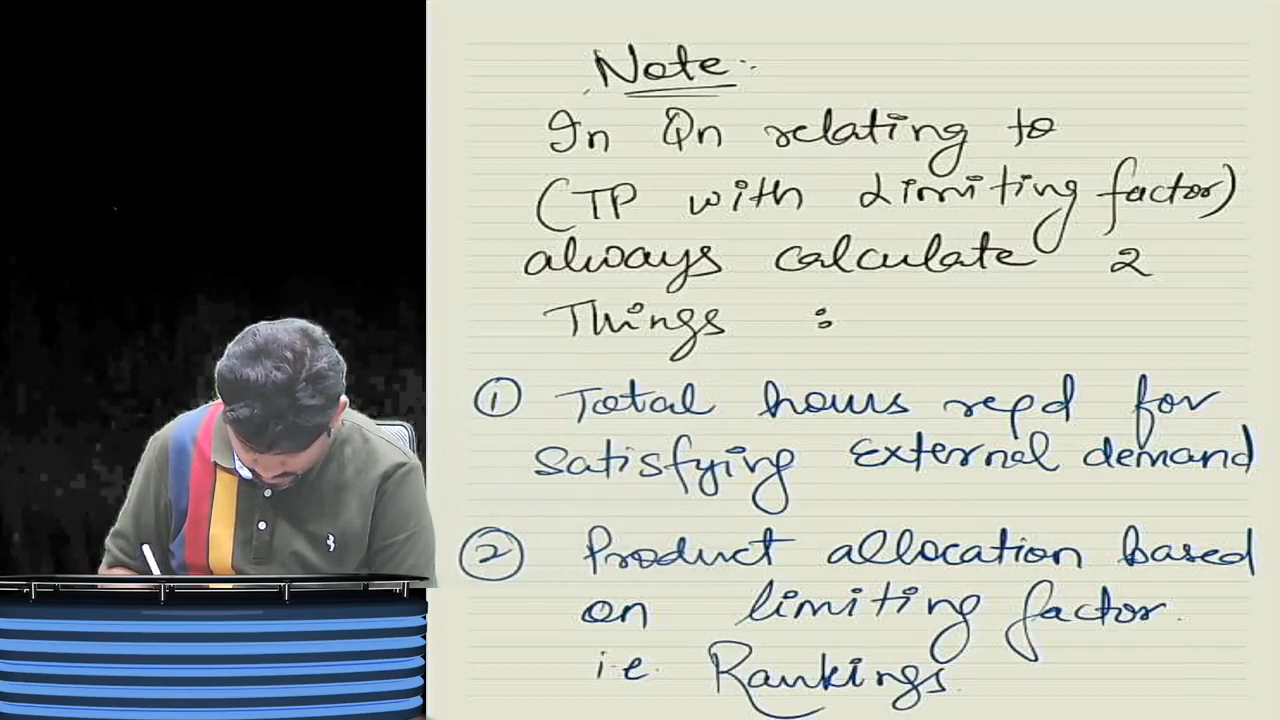 Note:
In Qn relating to
(TP with Limiting factor)
always calculate 2
Things :
① Total hours reqd for
satisfying External demand
② Product allocation based
on limiting factor.
i.e. Rankings.